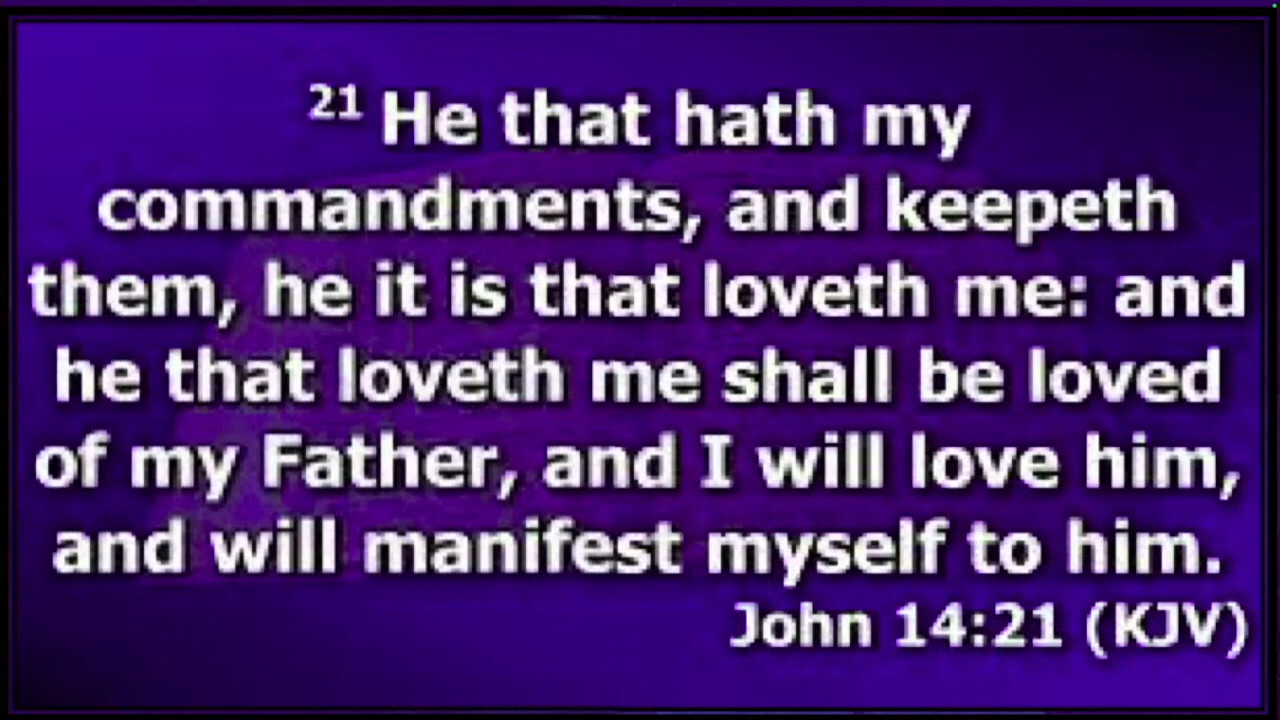 21 He that hath my
commandments, and keepeth
them, he it is that loveth me: and
he that loveth me shall be loved
of my Father, and I will love him,
and will manifest myself to him.
John 14:21 (KJV)